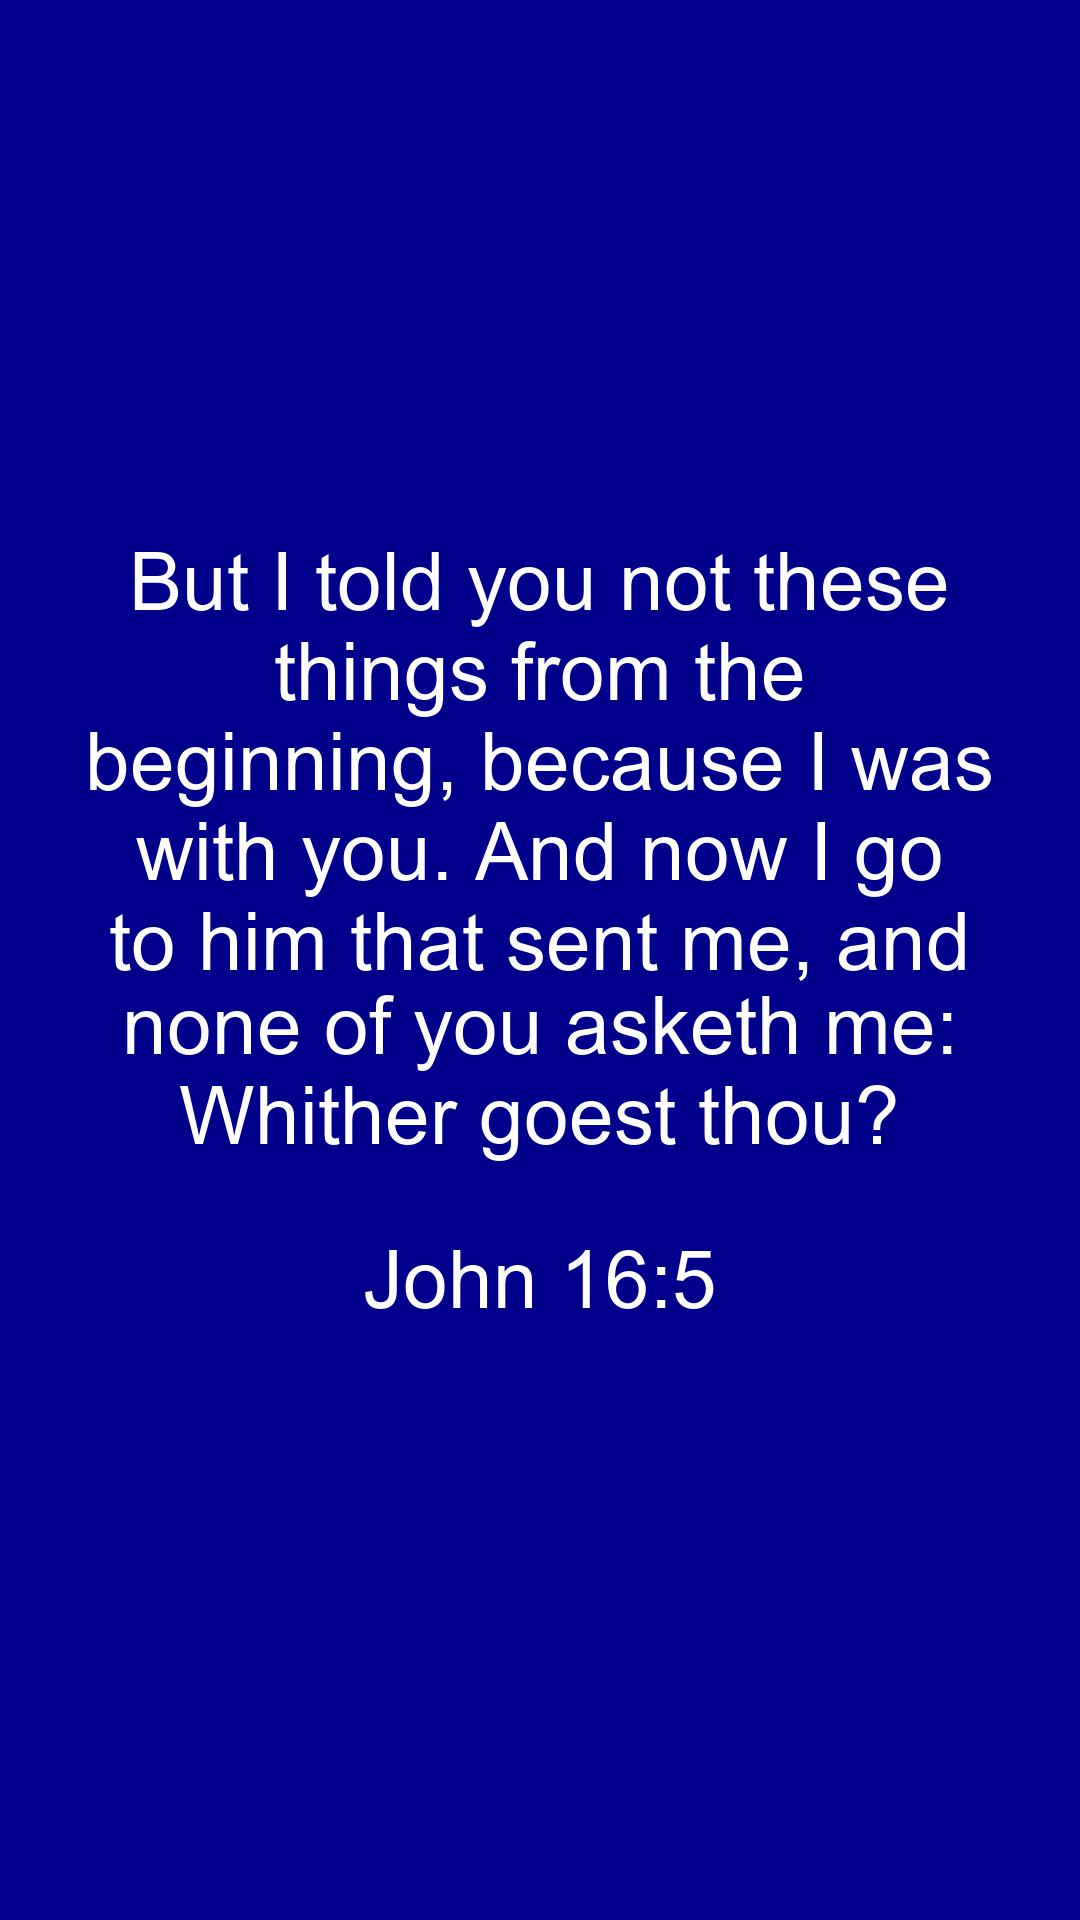 But I told you not these
things from the
beginning, because I was
with you. And now I go
to him that sent me, and
none of you asketh me:
Whither goest thou?
John 16:5